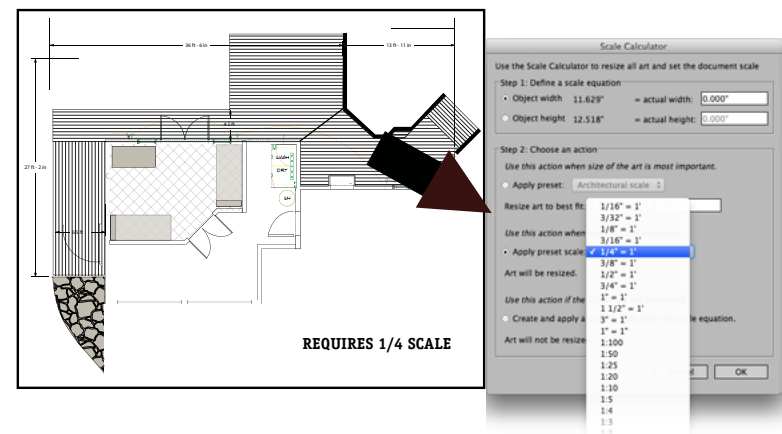 36 ft - 6 in
13 ft - 11 in
4.5 ft
27 ft - 2 in
6.5 ft
REQUIRES 1/4 SCALE
Scale Calculator
Use the Scale Calculator to resize all art and set the document scale
Step 1: Define a scale equation
Object width 11.629" = actual width: 0.000"
Object height 12.518" = actual height: 0.000"
Step 2: Choose an action
Use this action when size of the art is most important.
Apply preset: Architectural scale
Resize art to best fit:
Use this action when
Apply preset scale: ✓ 1/4" = 1'
Art will be resized.
Use this action if the
Create and apply a scale equation.
Art will not be resize
OK
1/16" = 1'
3/32" = 1'
1/8" = 1'
3/16" = 1'
3/8" = 1'
1/2" = 1'
3/4" = 1'
1" = 1'
1 1/2" = 1'
3" = 1'
1" = 1"
1:100
1:50
1:25
1:20
1:10
1:5
1:4
1:3